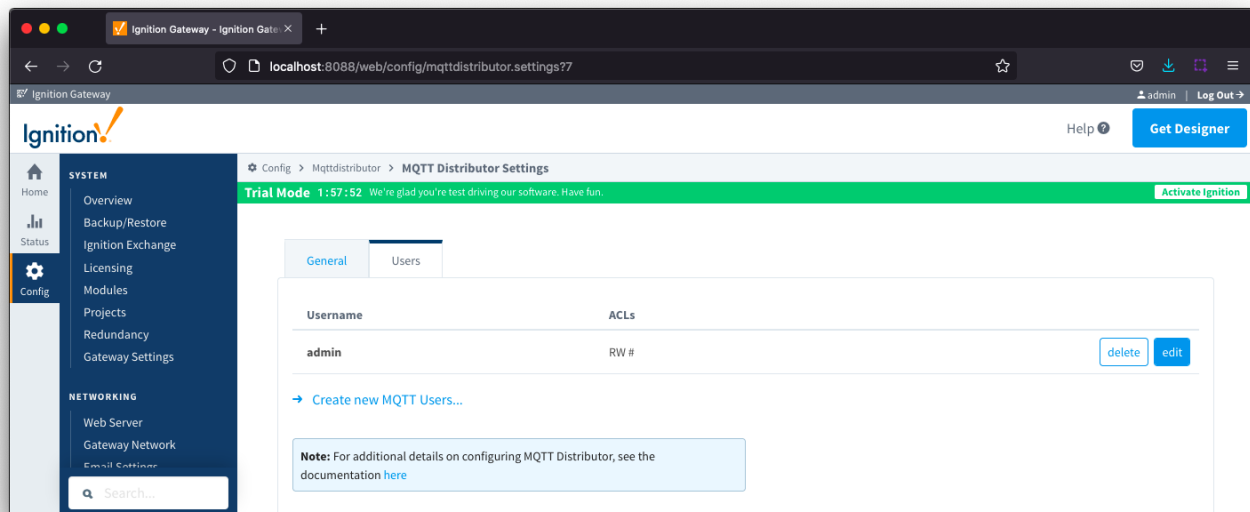 Ignition Gateway - Ignition Gate
localhost:8088/web/config/mqttdistributor.settings?7
Ignition Gateway
admin | Log Out
Ignition!
Help
Get Designer
Home
Status
Config
SYSTEM
Overview
Backup/Restore
Ignition Exchange
Licensing
Modules
Projects
Redundancy
Gateway Settings
NETWORKING
Web Server
Gateway Network
Email Settings
Search...
Config > Mqttdistributor > MQTT Distributor Settings
Trial Mode 1:57:52 We're glad you're test driving our software. Have fun.
Activate Ignition
General Users
Username ACLs
admin RW # delete edit
Create new MQTT Users...
Note: For additional details on configuring MQTT Distributor, see the
documentation here